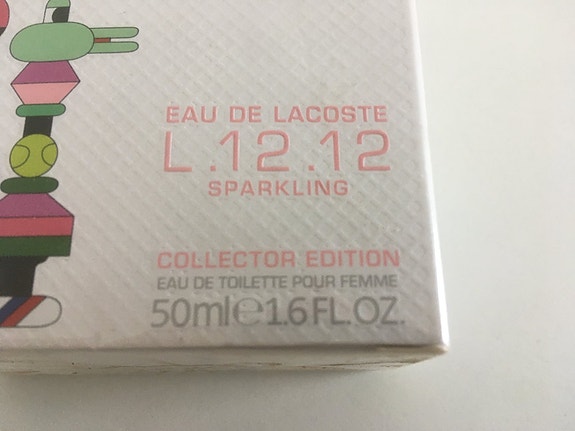 EAU DE LACOSTE
L.12.12
SPARKLING
COLLECTOR EDITION
EAU DE TOILETTE POUR FEMME
50ml℮1.6FL.OZ.